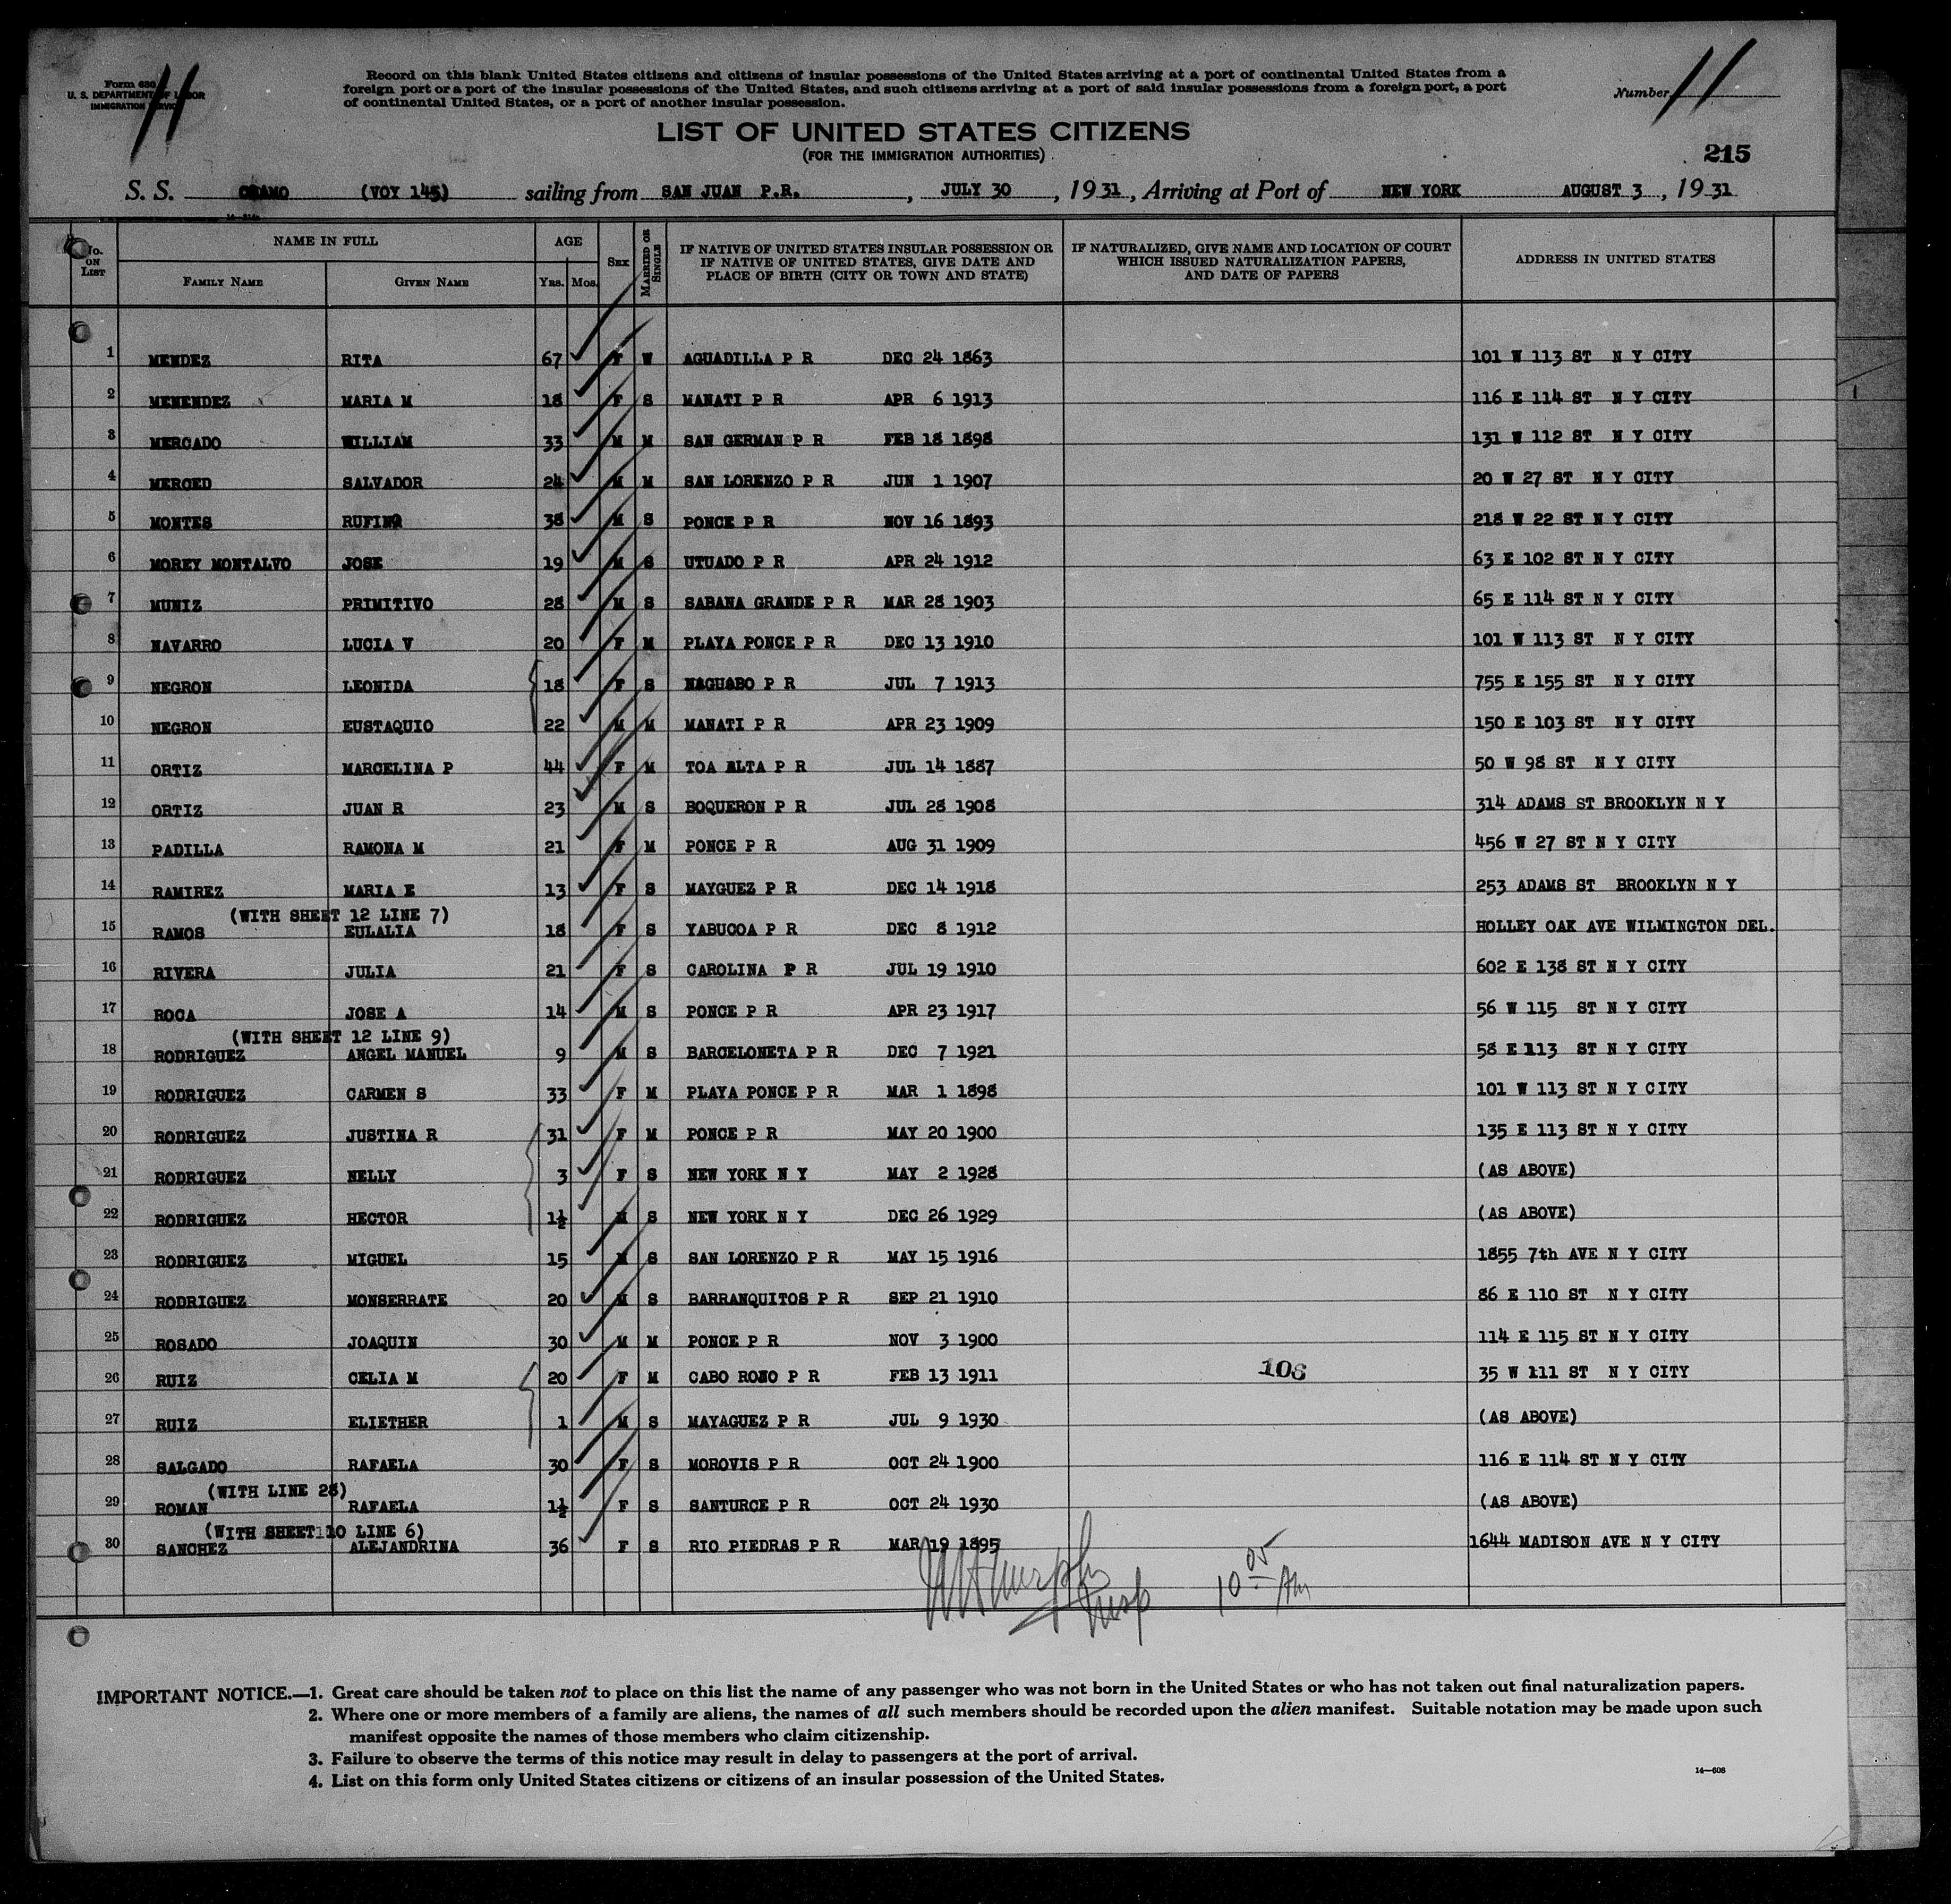 Form 630
U. S. DEPARTMENT OF LABOR
IMMIGRATION SERVICE
11
Record on this blank United States citizens and citizens of insular possessions of the United States arriving at a port of continental United States from a
foreign port or a port of the insular possessions of the United States, and such citizens arriving at a port of said insular possessions from a foreign port, a port
of continental United States, or a port of another insular possession.
Number 11
LIST OF UNITED STATES CITIZENS
(FOR THE IMMIGRATION AUTHORITIES)
215
S. S. COAMO (VOY 145) sailing from SAN JUAN P.R. , JULY 30 , 1931, Arriving at Port of NEW YORK AUGUST 3 , 1931
No. ON LIST NAME IN FULL FAMILY NAME GIVEN NAME AGE YRS. MOS. SEX MARRIED OR SINGLE IF NATIVE OF UNITED STATES INSULAR POSSESSION OR IF NATIVE OF UNITED STATES, GIVE DATE AND PLACE OF BIRTH (CITY OR TOWN AND STATE) IF NATURALIZED, GIVE NAME AND LOCATION OF COURT WHICH ISSUED NATURALIZATION PAPERS, AND DATE OF PAPERS ADDRESS IN UNITED STATES
1 MENDEZ RITA 67 F W AGUADILLA P R DEC 24 1863 101 W 113 ST N Y CITY
2 MENENDEZ MARIA M 18 F S MANATI P R APR 6 1913 116 E 114 ST N Y CITY
3 MERCADO WILLIAM 33 M M SAN GERMAN P R FEB 18 1898 131 W 112 ST N Y CITY
4 MERCED SALVADOR 24 M M SAN LORENZO P R JUN 1 1907 20 W 27 ST N Y CITY
5 MONTES RUFINO 38 M S PONCE P R NOV 16 1893 218 W 22 ST N Y CITY
6 MOREY MONTALVO JOSE 19 M S UTUADO P R APR 24 1912 63 E 102 ST N Y CITY
7 MUNIZ PRIMITIVO 28 M S SABANA GRANDE P R MAR 28 1903 65 E 114 ST N Y CITY
8 NAVARRO LUCIA V 20 F M PLAYA PONCE P R DEC 13 1910 101 W 113 ST N Y CITY
9 NEGRON LEONIDA 18 F S NAGUABO P R JUL 7 1913 755 E 155 ST N Y CITY
10 NEGRON EUSTAQUIO 22 M M MANATI P R APR 23 1909 150 E 103 ST N Y CITY
11 ORTIZ MARCELINA P 44 F M TOA ALTA P R JUL 14 1887 50 W 98 ST N Y CITY
12 ORTIZ JUAN R 23 M S BOQUERON P R JUL 28 1908 314 ADAMS ST BROOKLYN N Y
13 PADILLA RAMONA M 21 F M PONCE P R AUG 31 1909 456 W 27 ST N Y CITY
14 RAMIREZ MARIA E 13 F S MAYGUEZ P R DEC 14 1918 253 ADAMS ST BROOKLYN N Y
(WITH SHEET 12 LINE 7)
15 RAMOS EULALIA 18 F S YABUCOA P R DEC 8 1912 HOLLEY OAK AVE WILMINGTON DEL.
16 RIVERA JULIA 21 F S CAROLINA P R JUL 19 1910 602 E 138 ST N Y CITY
17 ROCA JOSE A 14 M S PONCE P R APR 23 1917 56 W 115 ST N Y CITY
(WITH SHEET 12 LINE 9)
18 RODRIGUEZ ANGEL MANUEL 9 M S BARCELONETA P R DEC 7 1921 58 E 113 ST N Y CITY
19 RODRIGUEZ CARMEN S 33 F M PLAYA PONCE P R MAR 1 1898 101 W 113 ST N Y CITY
20 RODRIGUEZ JUSTINA R 31 F M PONCE P R MAY 20 1900 135 E 113 ST N Y CITY
21 RODRIGUEZ NELLY 3 F S NEW YORK N Y MAY 2 1928 (AS ABOVE)
22 RODRIGUEZ HECTOR 1½ M S NEW YORK N Y DEC 26 1929 (AS ABOVE)
23 RODRIGUEZ MIGUEL 15 M S SAN LORENZO P R MAY 15 1916 1855 7th AVE N Y CITY
24 RODRIGUEZ MONSERRATE 20 M S BARRANQUITOS P R SEP 21 1910 86 E 110 ST N Y CITY
25 ROSADO JOAQUIN 30 M M PONCE P R NOV 3 1900 114 E 115 ST N Y CITY
26 RUIZ CELIA M 20 F M CABO ROJO P R FEB 13 1911 108 35 W 111 ST N Y CITY
27 RUIZ ELIETHER 1 M S MAYAGUEZ P R JUL 9 1930 (AS ABOVE)
28 SALGADO RAFAELA 30 F S MOROVIS P R OCT 24 1900 116 E 114 ST N Y CITY
(WITH LINE 28)
29 ROMAN RAFAELA 1½ F S SANTURCE P R OCT 24 1930 (AS ABOVE)
(WITH SHEET 10 LINE 6)
30 SANCHEZ ALEJANDRINA 36 F S RIO PIEDRAS P R MAR 19 1895 1644 MADISON AVE N Y CITY
Murphy Insp 10 05 AM
IMPORTANT NOTICE.—1. Great care should be taken not to place on this list the name of any passenger who was not born in the United States or who has not taken out final naturalization papers.
2. Where one or more members of a family are aliens, the names of all such members should be recorded upon the alien manifest. Suitable notation may be made upon such
manifest opposite the names of those members who claim citizenship.
3. Failure to observe the terms of this notice may result in delay to passengers at the port of arrival.
4. List on this form only United States citizens or citizens of an insular possession of the United States.
14—608